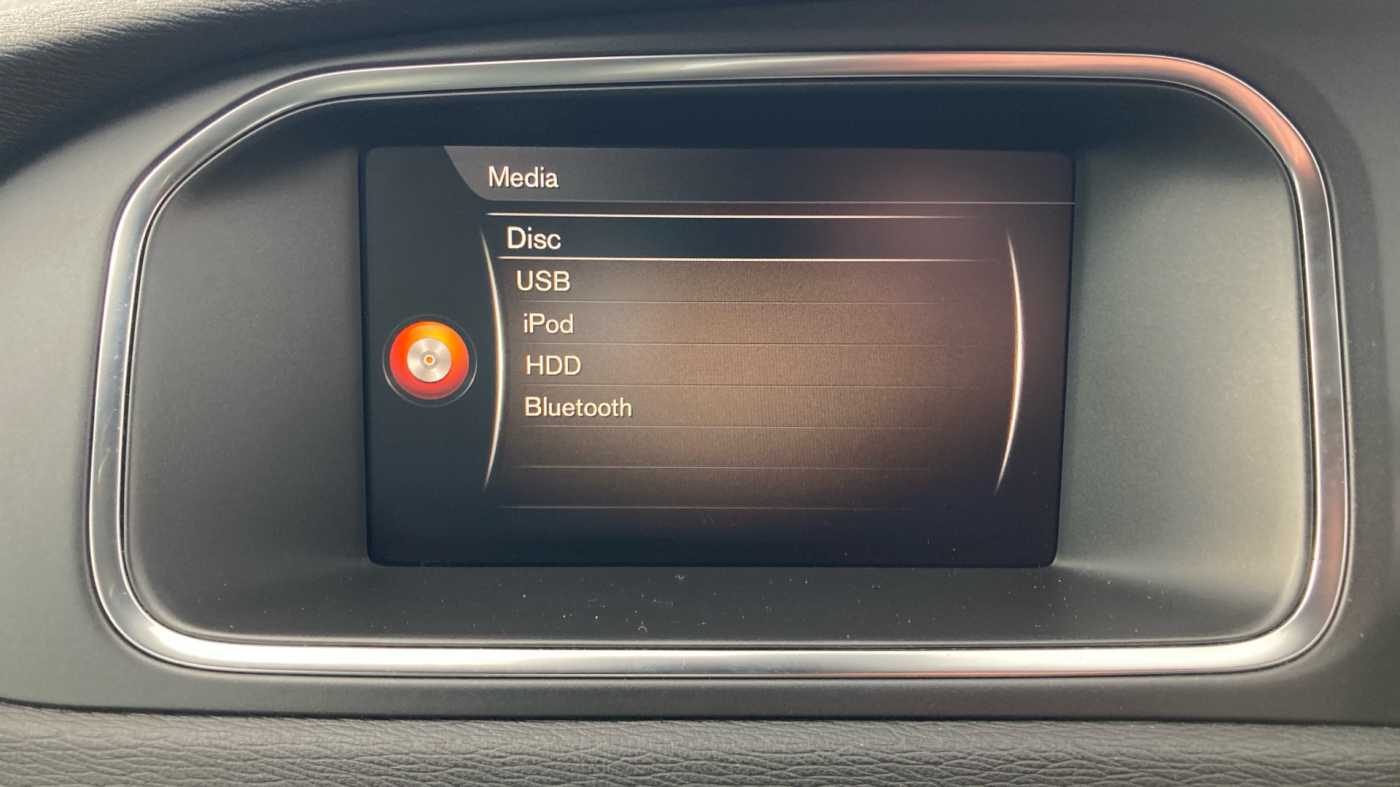 Media
Disc
USB
iPod
HDD
Bluetooth